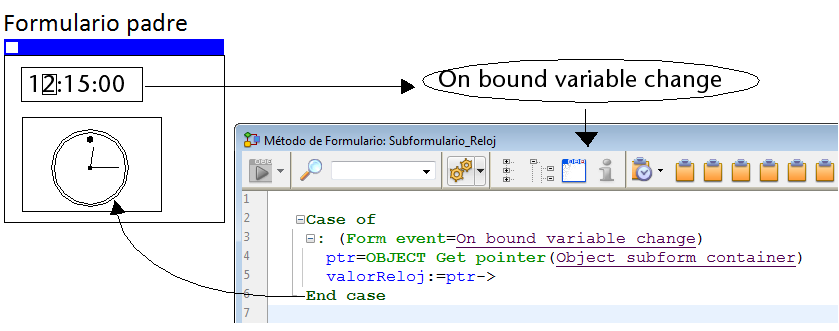 Formulario padre
12:15:00
On bound variable change
Método de Formulario: Subformulario_Reloj
1
2 Case of
3 : (Form event=On bound variable change)
4 ptr=OBJECT Get pointer(Object subform container)
5 valorReloj:=ptr->
6 End case
7